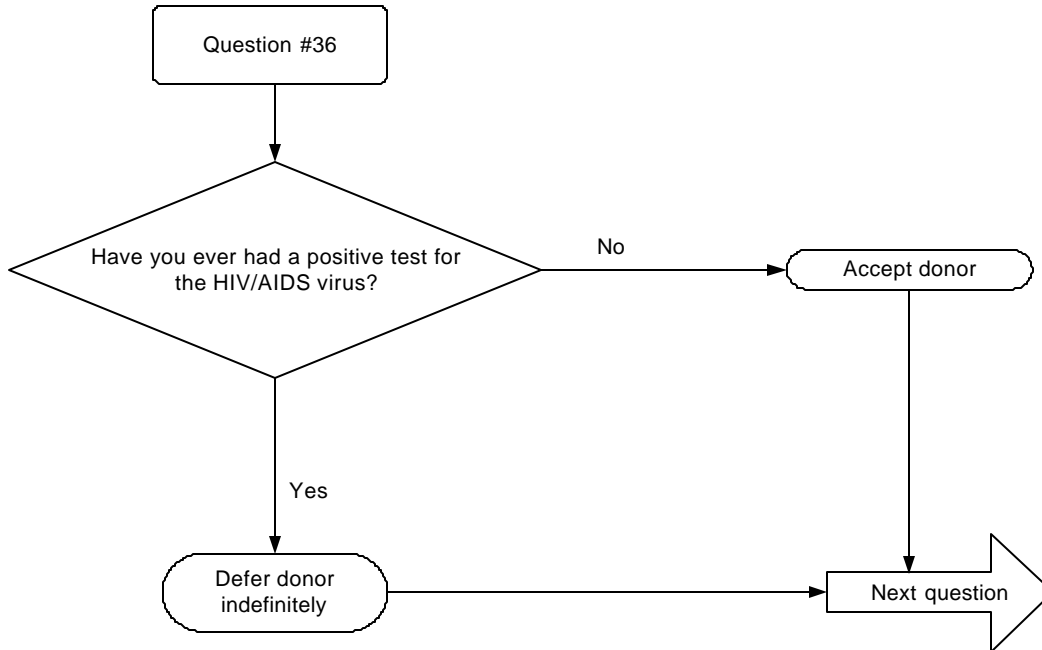 Question #36
Have you ever had a positive test for
the HIV/AIDS virus?
No
Accept donor
Yes
Defer donor
indefinitely
Next question